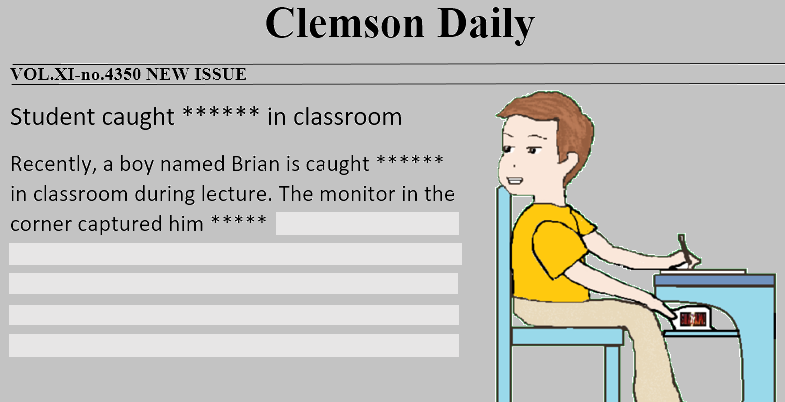 Clemson Daily
VOL.XI-no.4350 NEW ISSUE
Student caught ****** in classroom
Recently, a boy named Brian is caught ******
in classroom during lecture. The monitor in the
corner captured him *****